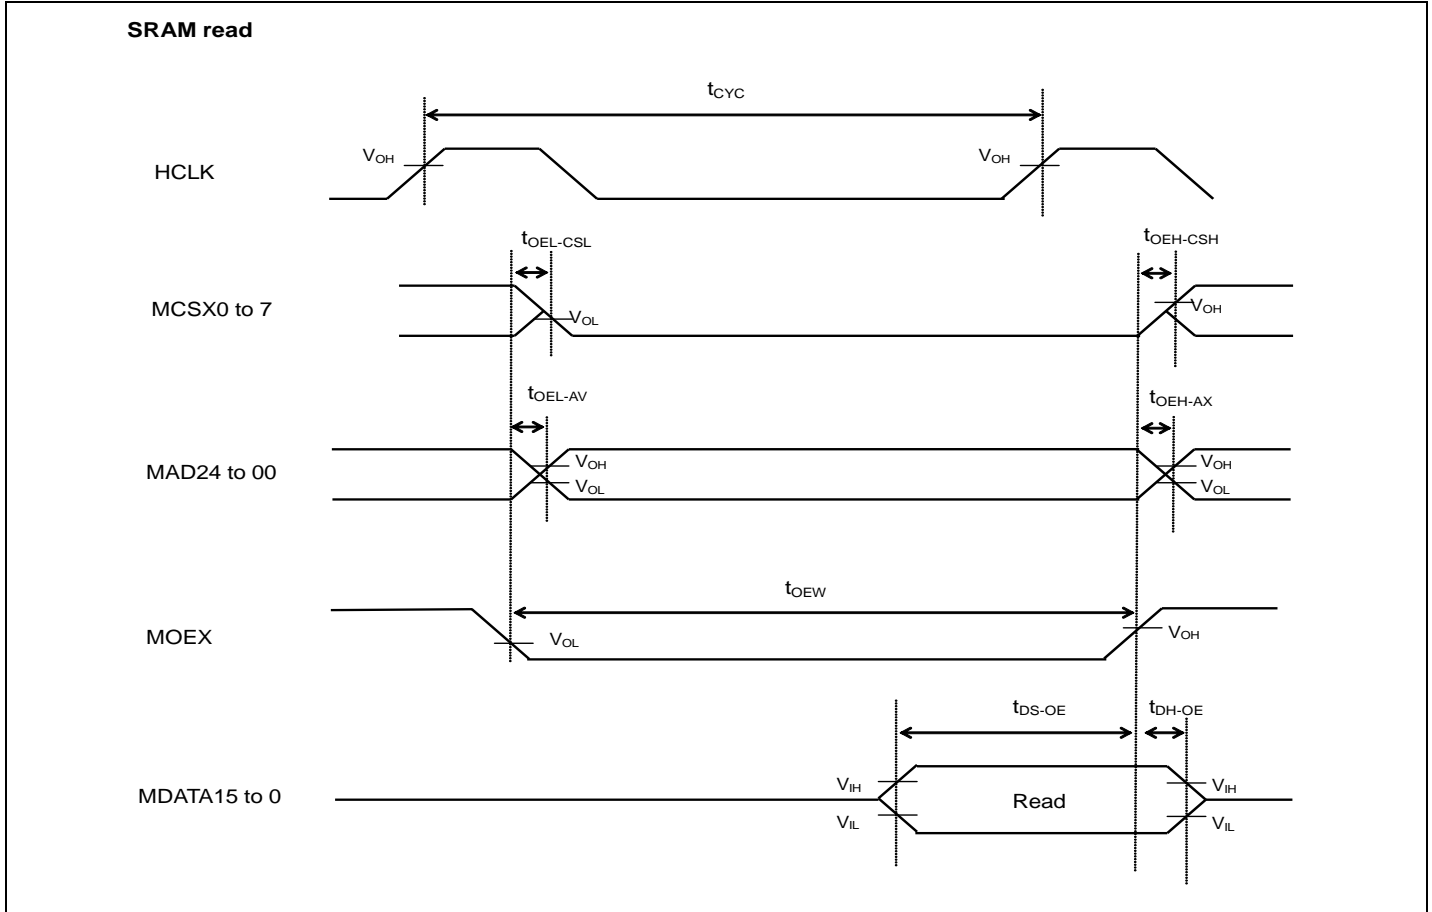 SRAM read
tCYC
HCLK
VOH
VOH
tOEL-CSL
tOEH-CSH
MCSX0 to 7
VOL
VOH
tOEL-AV
tOEH-AX
MAD24 to 00
VOH
VOL
VOH
VOL
tOEW
MOEX
VOL
VOH
tDS-OE
tDH-OE
MDATA15 to 0
VIH
VIL
Read
VIH
VIL